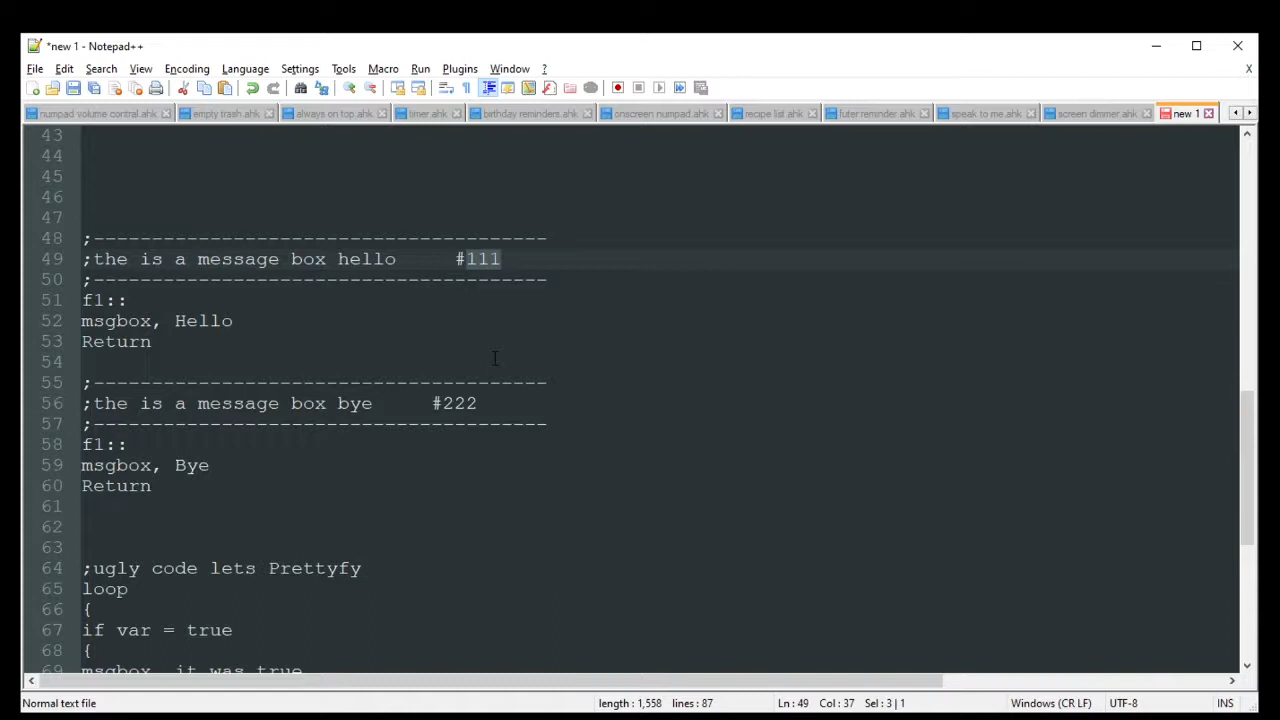 *new 1 - Notepad++
File Edit Search View Encoding Language Settings Tools Macro Run Plugins Window ? X
numpad volume contral.ahk empty trash.ahk always on top.ahk timer.ahk birthday reminders.ahk onscreen numpad.ahk recipe list.ahk futer reminder.ahk speak to me.ahk screen dimmer.ahk new 1
43
44
45
46
47
48 ;---------------------------------------
49 ;the is a message box hello #111
50 ;---------------------------------------
51 f1::
52 msgbox, Hello
53 Return
54
55 ;---------------------------------------
56 ;the is a message box bye #222
57 ;---------------------------------------
58 f1::
59 msgbox, Bye
60 Return
61
62
63
64 ;ugly code lets Prettyfy
65 loop
66 {
67 if var = true
68 {
69 msgbox, it was true
Normal text file length : 1,558 lines : 87 Ln : 49 Col : 37 Sel : 3 | 1 Windows (CR LF) UTF-8 INS